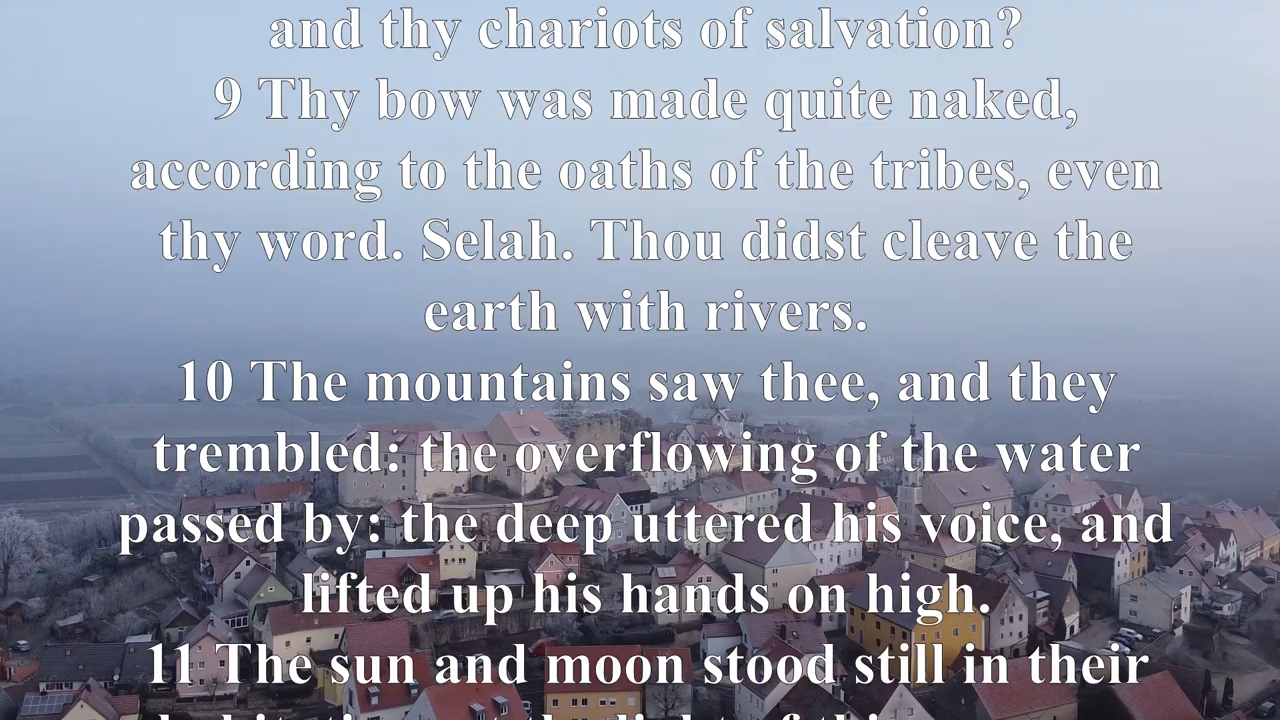 and thy chariots of salvation?
9 Thy bow was made quite naked,
according to the oaths of the tribes, even
thy word. Selah. Thou didst cleave the
earth with rivers.
10 The mountains saw thee, and they
trembled: the overflowing of the water
passed by: the deep uttered his voice, and
lifted up his hands on high.
11 The sun and moon stood still in their